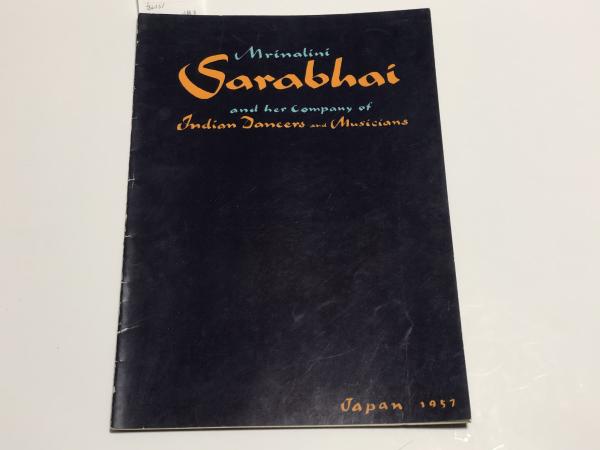 Mrinalini
Sarabhai
and her Company of
Indian Dancers and Musicians
Japan 1957